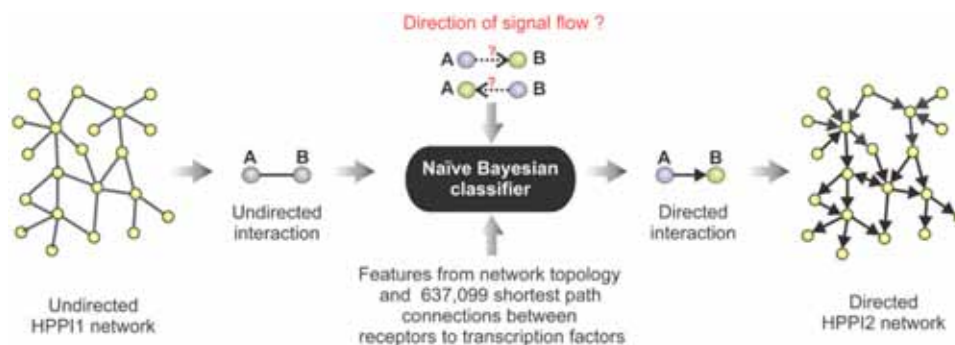 Direction of signal flow ?
A ? B
A ? B
A B
Naïve Bayesian
classifier
A B
Undirected
interaction
Directed
interaction
Features from network topology
and 637,099 shortest path
connections between
receptors to transcription factors
Undirected
HPPI1 network
Directed
HPPI2 network